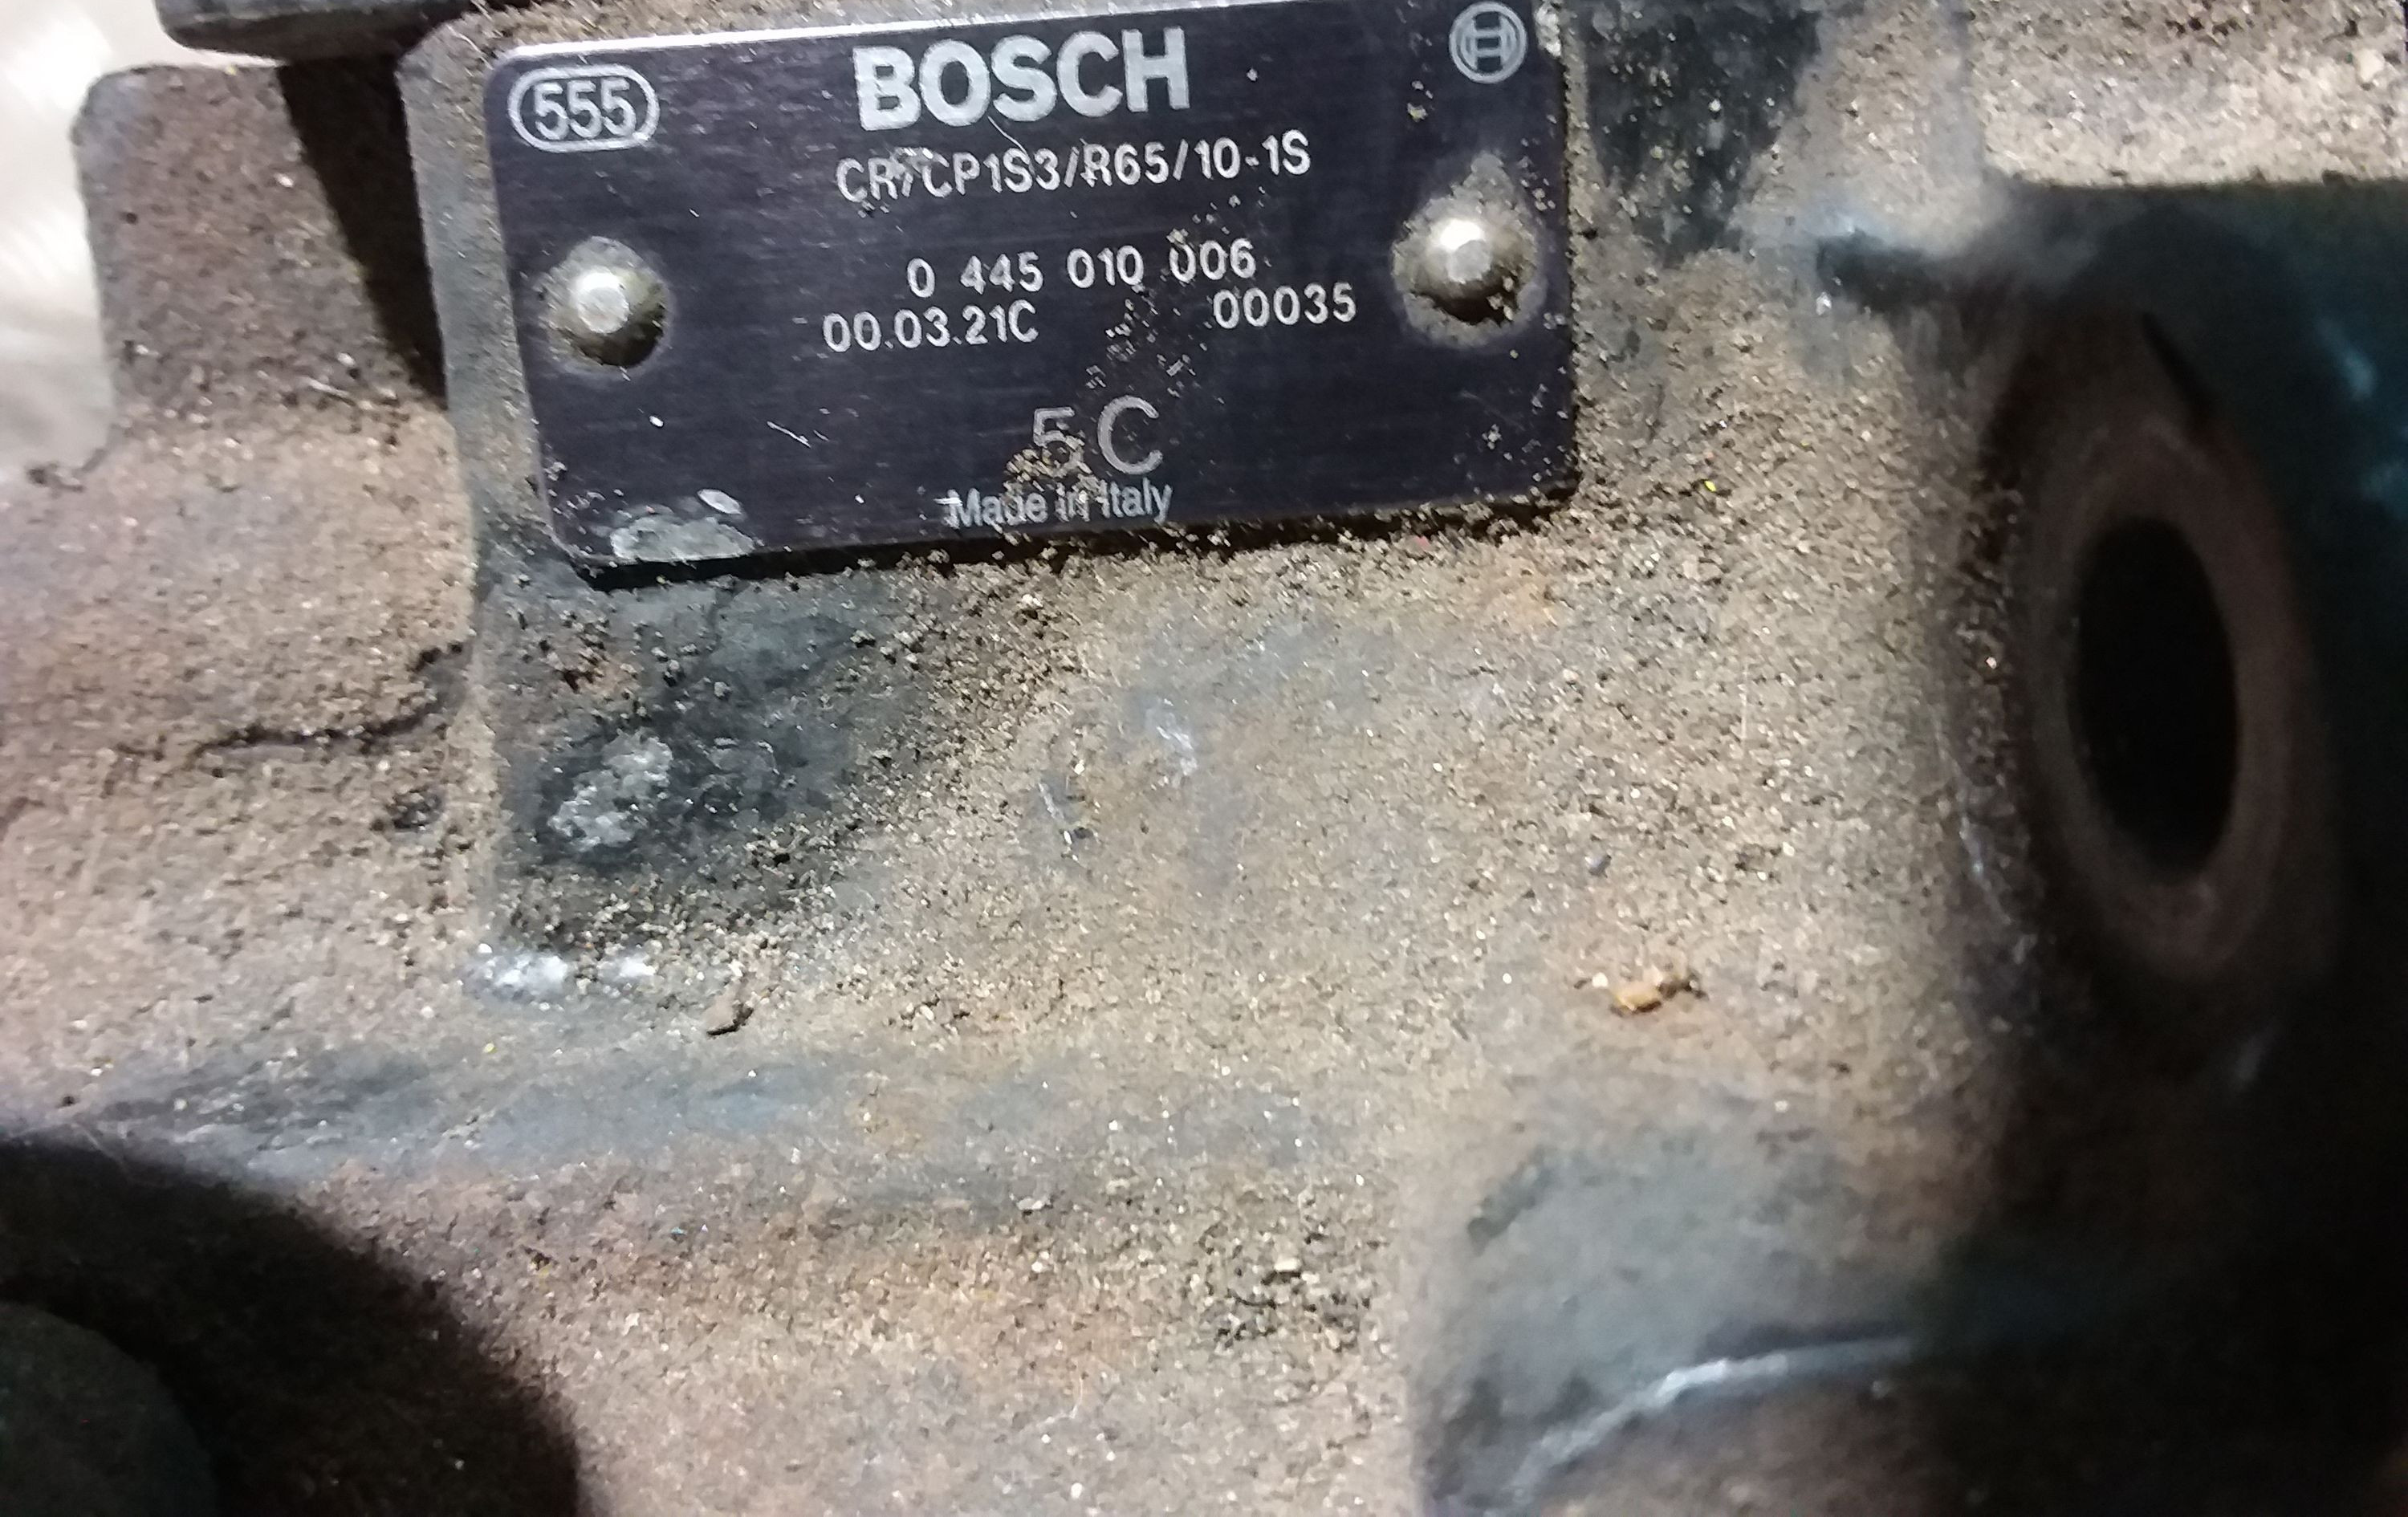 555
BOSCH
CR/CP1S3/R65/10-1S
0 445 010 006
00.03.21C 00035
5C
Made in Italy